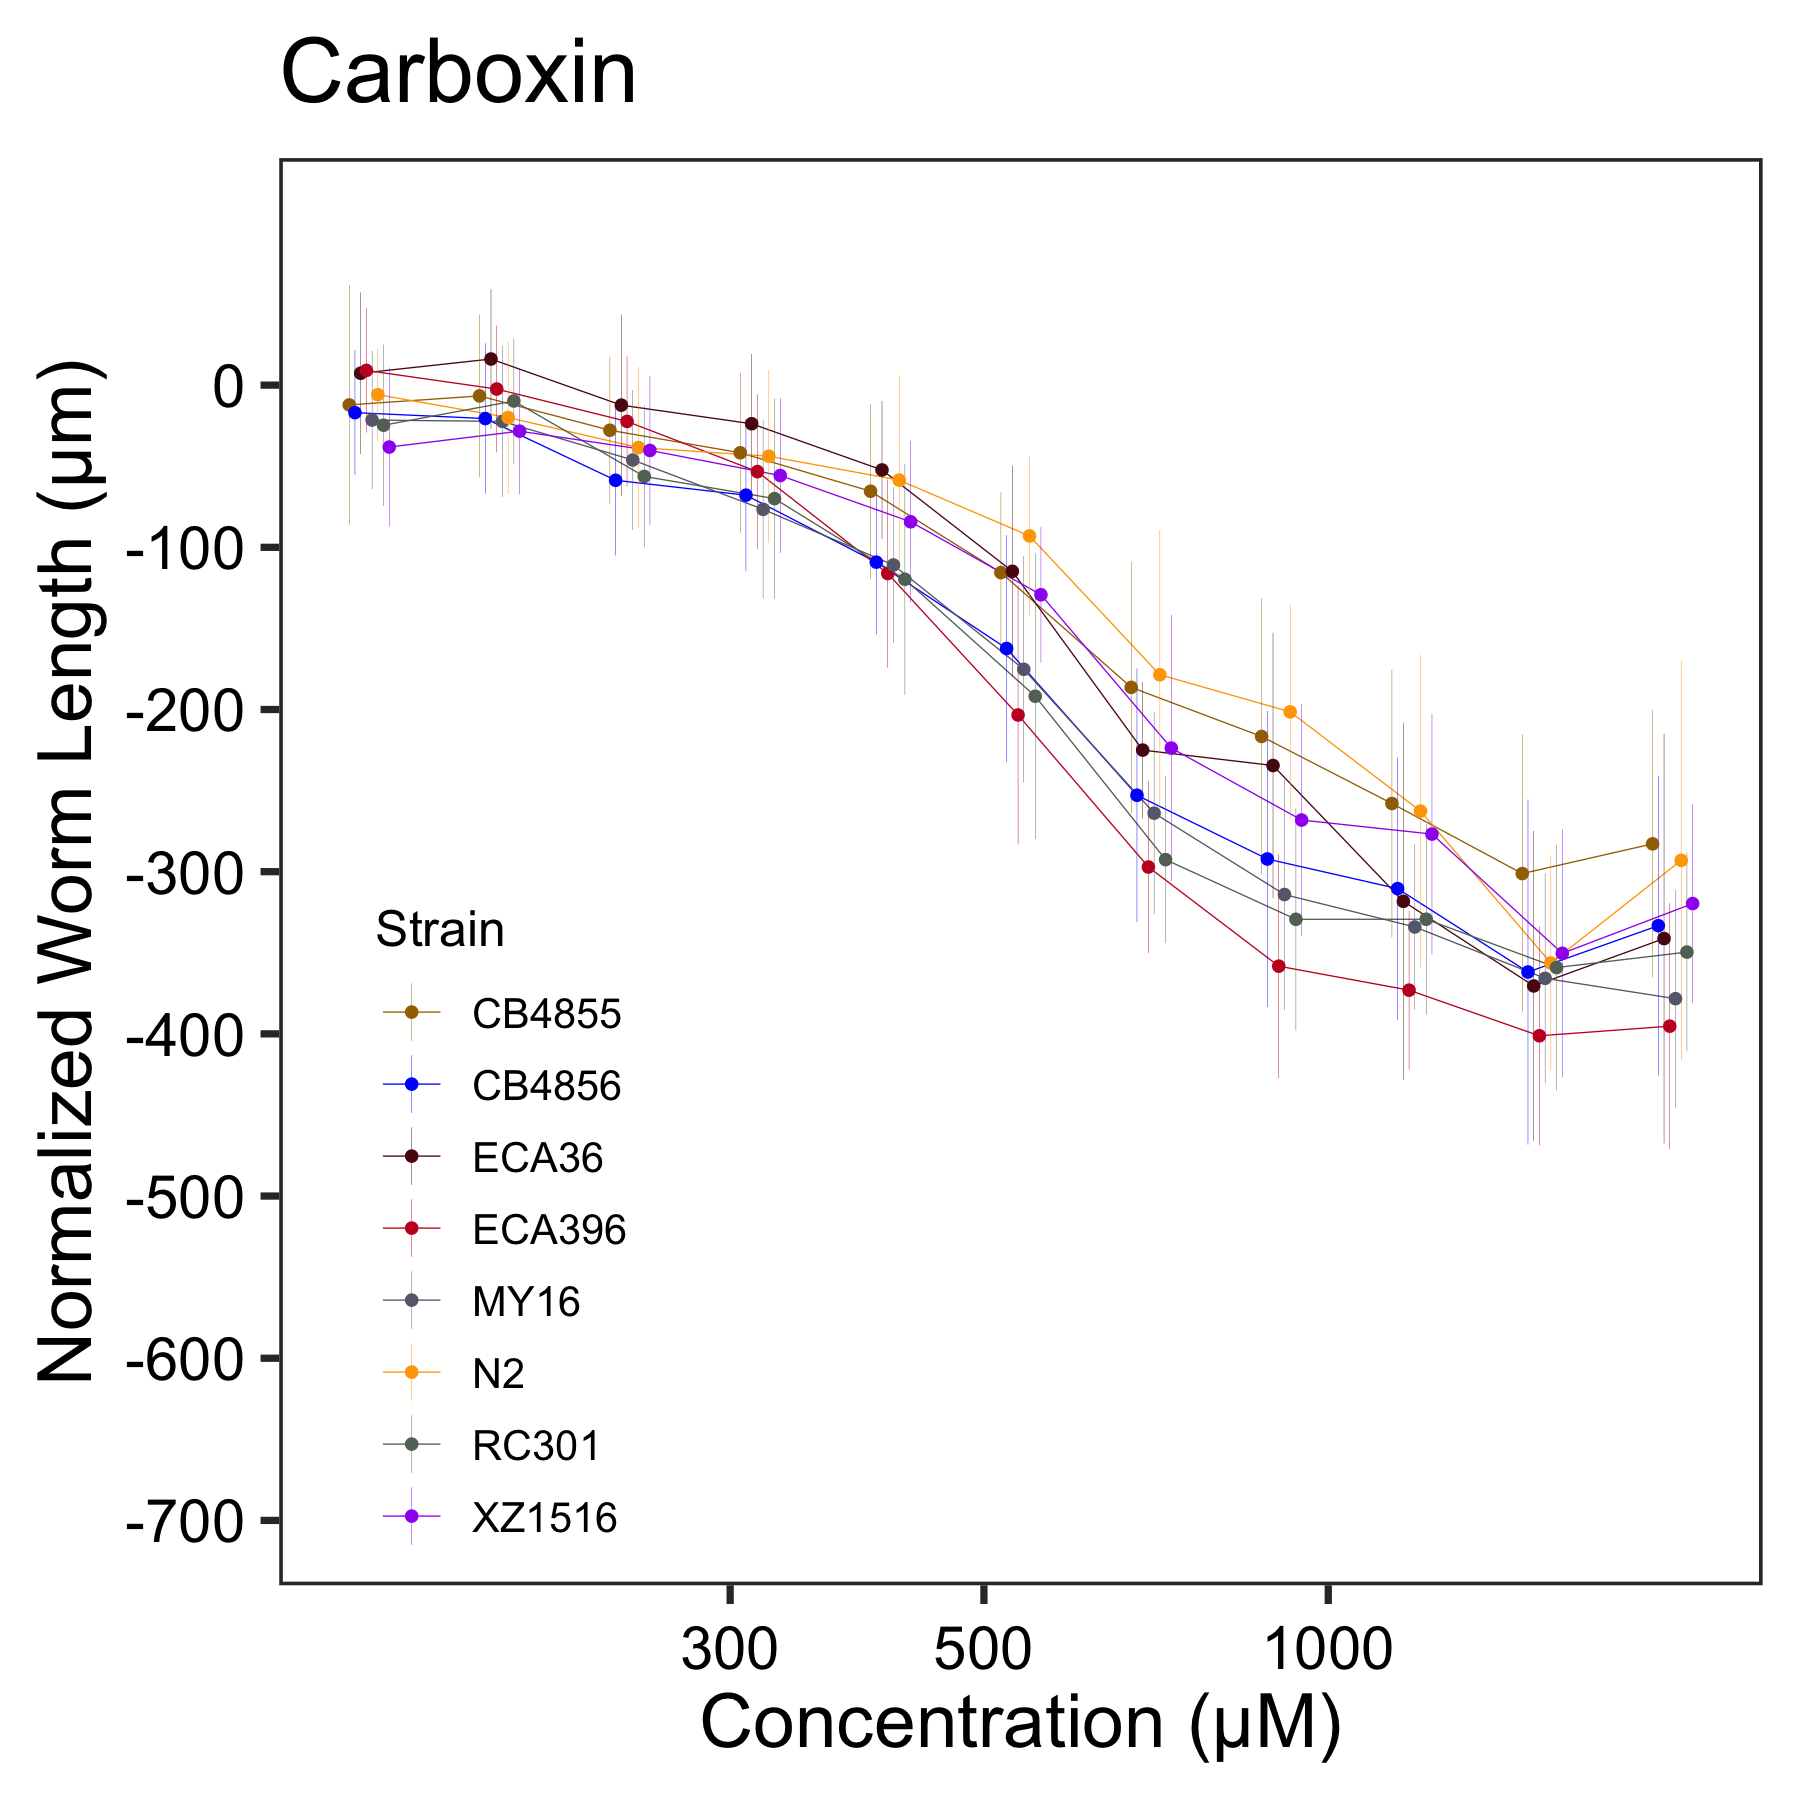 Carboxin
Normalized Worm Length (µm)
0
-100
-200
-300
-400
-500
-600
-700
Strain
CB4855
CB4856
ECA36
ECA396
MY16
N2
RC301
XZ1516
300 500 1000
Concentration (µM)